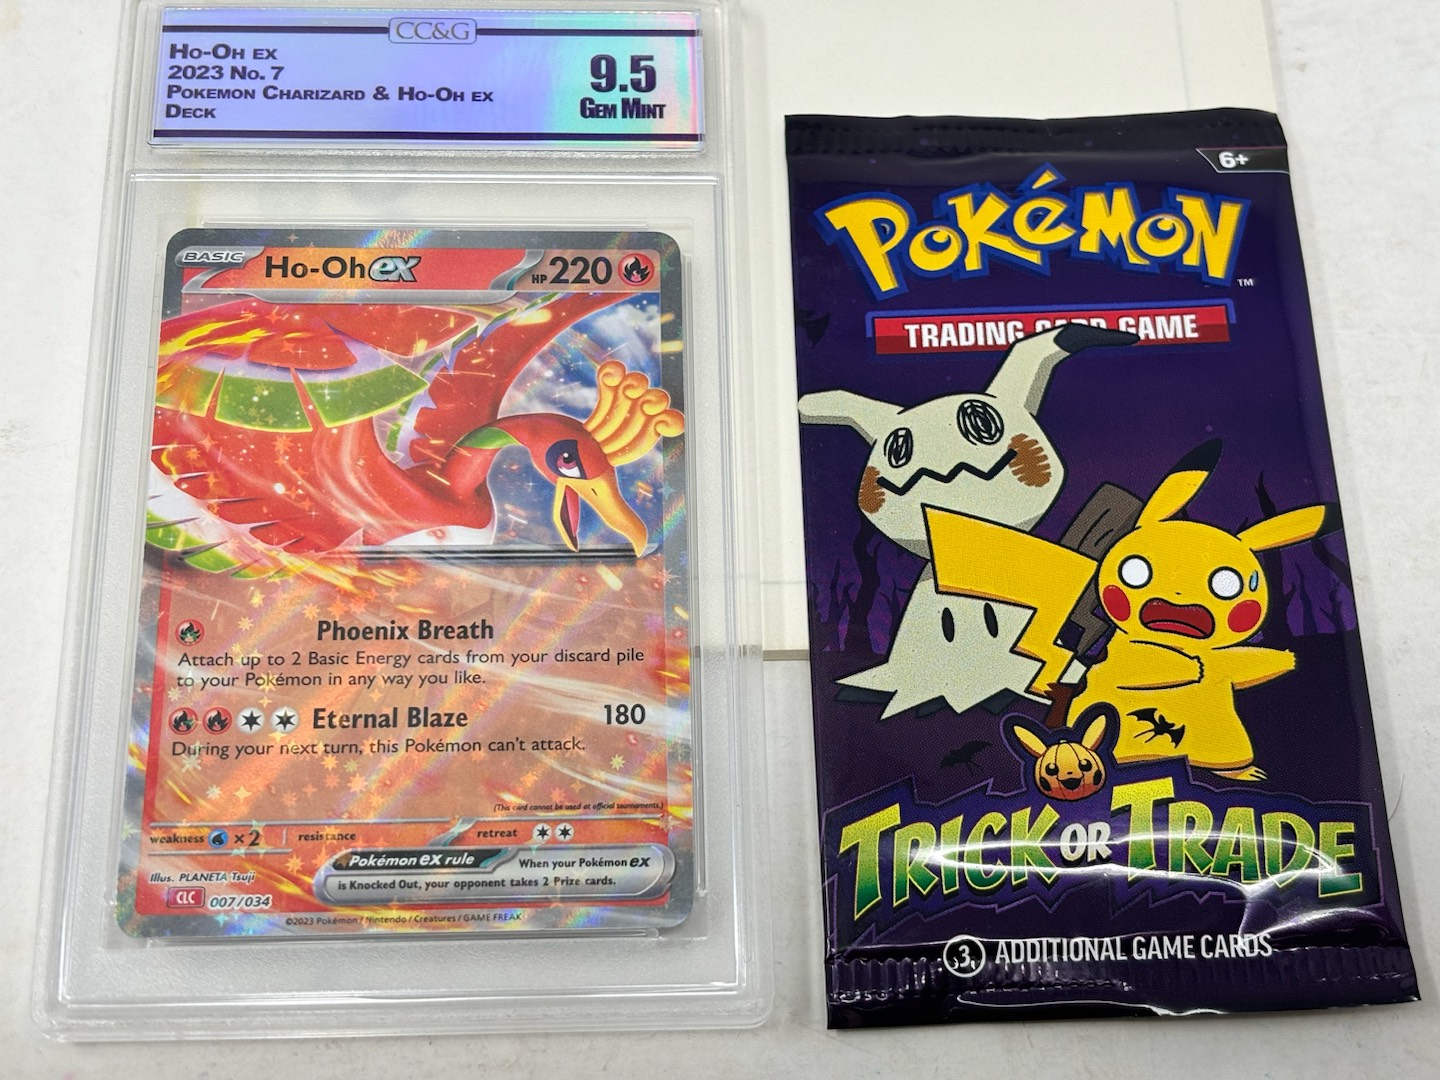 CC&G
Ho-Oh ex
2023 No. 7
Pokemon Charizard & Ho-Oh ex
Deck
9.5
Gem Mint
BASIC
Ho-Oh ex
HP 220
Phoenix Breath
Attach up to 2 Basic Energy cards from your discard pile
to your Pokémon in any way you like.
Eternal Blaze 180
During your next turn, this Pokémon can't attack.
(This card cannot be used at official tournaments.)
weakness ×2 resistance retreat
Pokémon ex rule
When your Pokémon ex
is Knocked Out, your opponent takes 2 Prize cards.
Illus. PLANETA Tsuji
CLC 007/034
©2023 Pokémon / Nintendo / Creatures / GAME FREAK
6+
POKéMON
TM
TRADING CARD GAME
TRICK OR TRADE
3 ADDITIONAL GAME CARDS